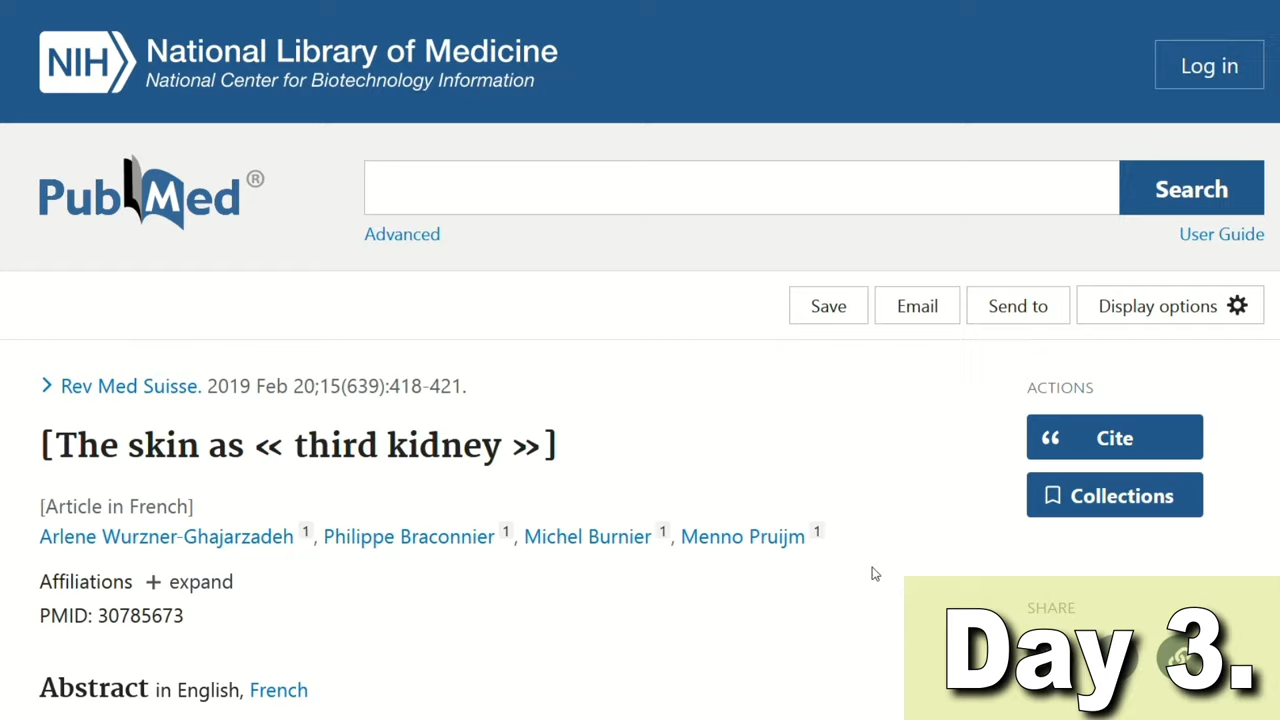 NIH National Library of Medicine
National Center for Biotechnology Information
Log in
PubMed®
Search
Advanced
User Guide
Save
Email
Send to
Display options
Rev Med Suisse. 2019 Feb 20;15(639):418-421.
[The skin as « third kidney »]
[Article in French]
Arlene Wurzner-Ghajarzadeh 1, Philippe Braconnier 1, Michel Burnier 1, Menno Pruijm 1
Affiliations + expand
PMID: 30785673
Abstract in English, French
ACTIONS
Cite
Collections
SHARE
Day 3.